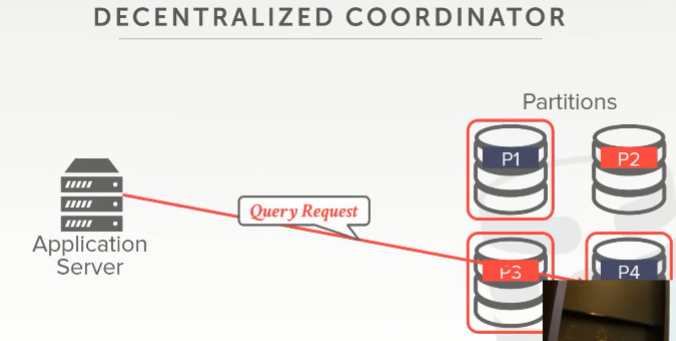 DECENTRALIZED COORDINATOR
Partitions
P1
P2
Query Request
Application
Server
P3
P4